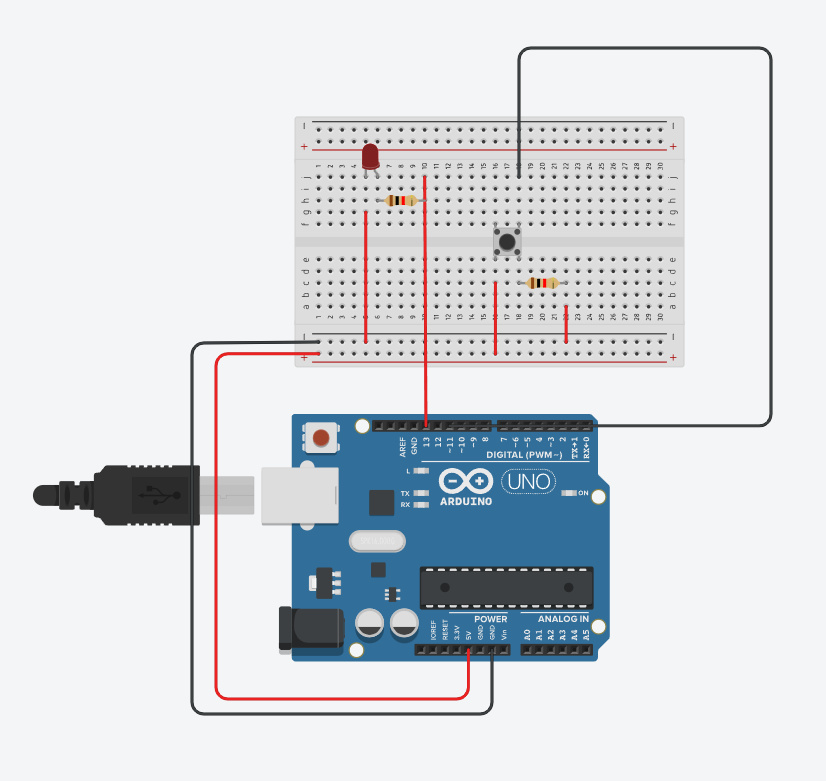 − −
+ +
1 2 3 4 5 6 7 8 9 10 11 12 13 14 15 16 17 18 19 20 21 22 23 24 25 26 27 28 29 30
j j
i i
h h
g g
f f
e e
d d
c c
b b
a a
1 2 3 4 5 6 7 8 9 10 11 12 13 14 15 16 17 18 19 20 21 22 23 24 25 26 27 28 29 30
− −
+ +
AREF GND 13 12 ~11 ~10 ~9 8 7 ~6 ~5 4 ~3 2 TX→1 RX←0
DIGITAL (PWM~)
L
TX
RX
ARDUINO
UNO
ON
POWER ANALOG IN
IOREF RESET 3.3V 5V GND GND Vin A0 A1 A2 A3 A4 A5